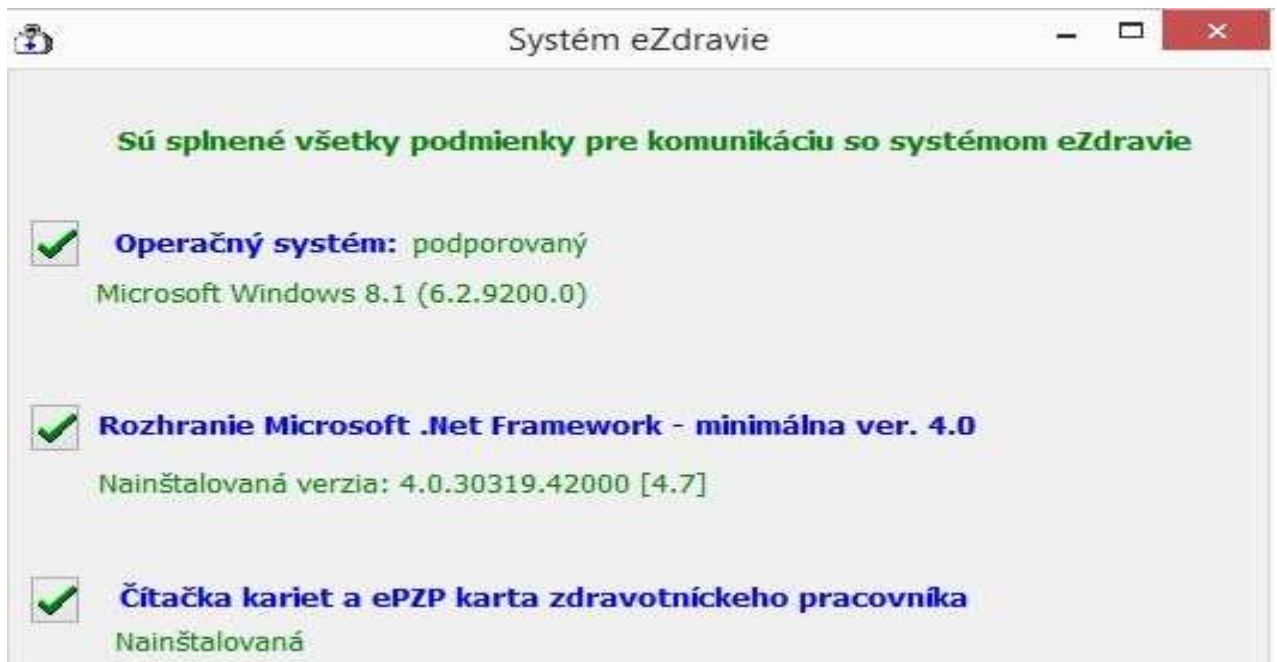 Systém eZdravie
Sú splnené všetky podmienky pre komunikáciu so systémom eZdravie
Operačný systém: podporovaný
Microsoft Windows 8.1 (6.2.9200.0)
Rozhranie Microsoft .Net Framework - minimálna ver. 4.0
Nainštalovaná verzia: 4.0.30319.42000 [4.7]
Čítačka kariet a ePZP karta zdravotníckeho pracovníka
Nainštalovaná